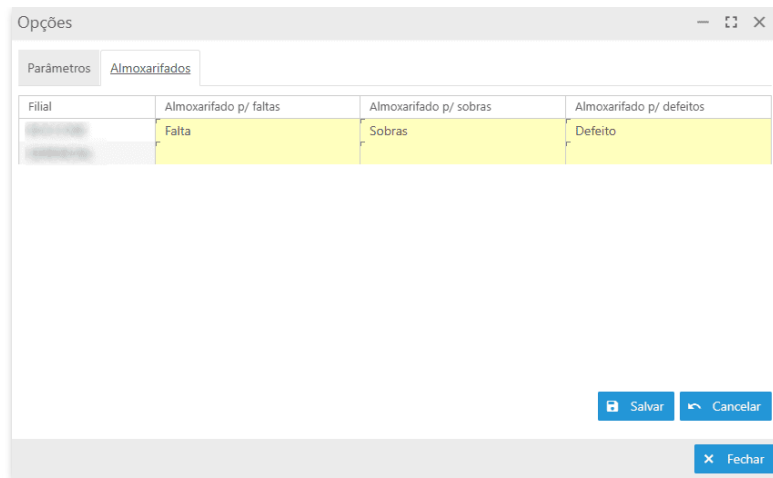 Opções
Parâmetros Almoxarifados
Filial Almoxarifado p/ faltas Almoxarifado p/ sobras Almoxarifado p/ defeitos
Falta Sobras Defeito
Salvar Cancelar
Fechar